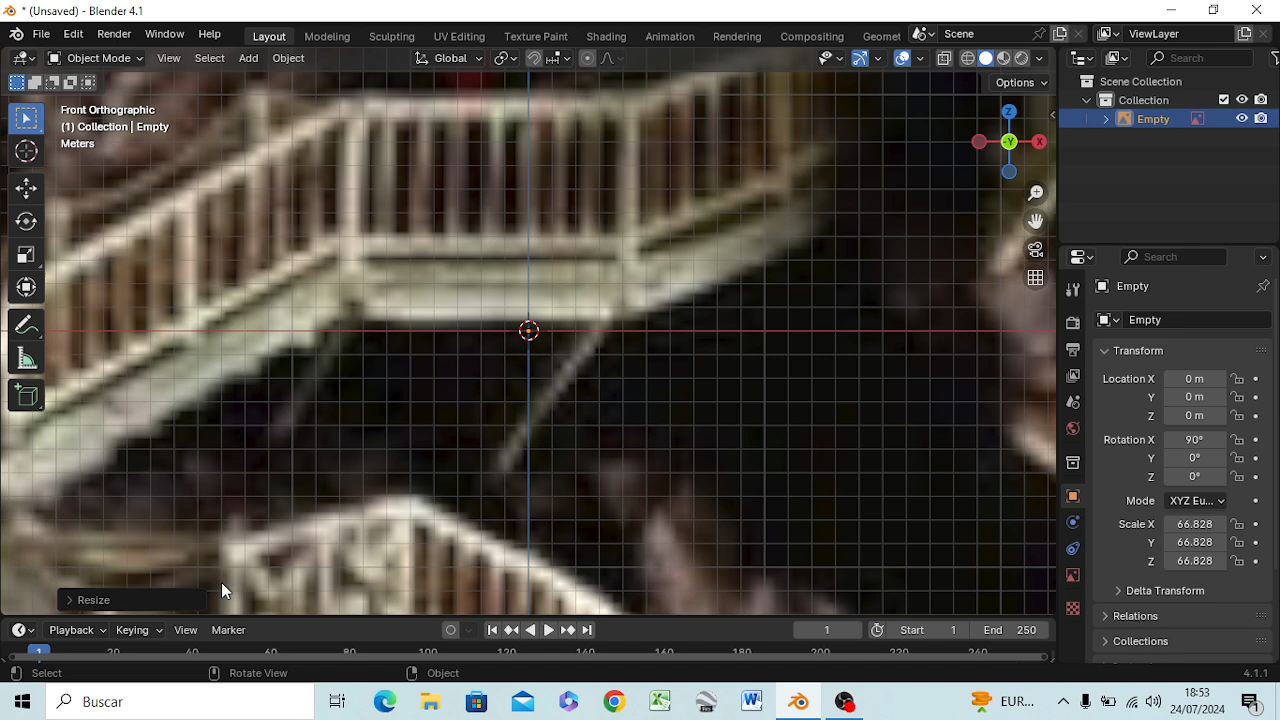 * (Unsaved) - Blender 4.1
File Edit Render Window Help Layout Modeling Sculpting UV Editing Texture Paint Shading Animation Rendering Compositing Geomet Scene ViewLayer
Object Mode View Select Add Object Global Search
Options
Front Orthographic
(1) Collection | Empty
Meters
Z
X
-Y
Scene Collection
Collection
Empty
Search
Empty
Empty
Transform
Location X 0 m
Y 0 m
Z 0 m
Rotation X 90°
Y 0°
Z 0°
Mode XYZ Eu...
Scale X 66.828
Y 66.828
Z 66.828
Delta Transform
Relations
Collections
Resize
Playback Keying View Marker 1 Start 1 End 250
1 20 40 60 80 100 120 140 160 180 200 220 240
Select Rotate View Object 4.1.1
Buscar EUR... 8:53
24/07/2024 1